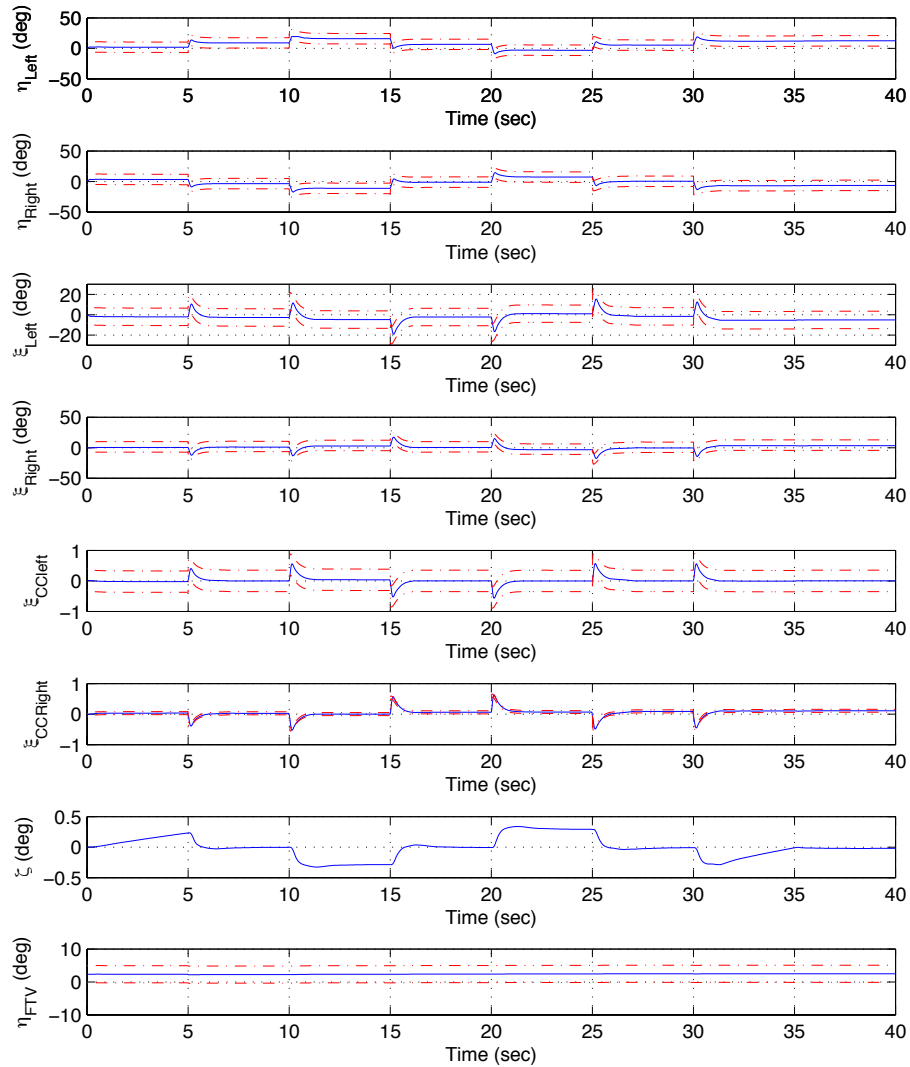 η_Left (deg)
50
0
−50
0 5 10 15 20 25 30 35 40
Time (sec)
η_Right (deg)
50
0
−50
0 5 10 15 20 25 30 35 40
Time (sec)
ξ_Left (deg)
20
0
−20
0 5 10 15 20 25 30 35 40
Time (sec)
ξ_Right (deg)
50
0
−50
0 5 10 15 20 25 30 35 40
Time (sec)
ξ_CCleft
1
0
−1
0 5 10 15 20 25 30 35 40
Time (sec)
ξ_CCRight
1
0
−1
0 5 10 15 20 25 30 35 40
Time (sec)
ζ (deg)
0.5
0
−0.5
0 5 10 15 20 25 30 35 40
Time (sec)
η_FTV (deg)
10
0
−10
0 5 10 15 20 25 30 35 40
Time (sec)